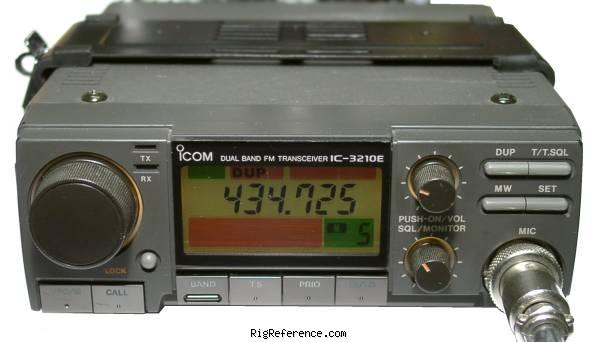 ICOM DUAL BAND FM TRANSCEIVER IC-3210E
DUP T/T.SQL
TX
RX
DUP
434.725
MW SET
PUSH-ON/VOL
SQL/MONITOR
MIC
M 5
LOCK
CALL
BAND TS PRIO
RigReference.com